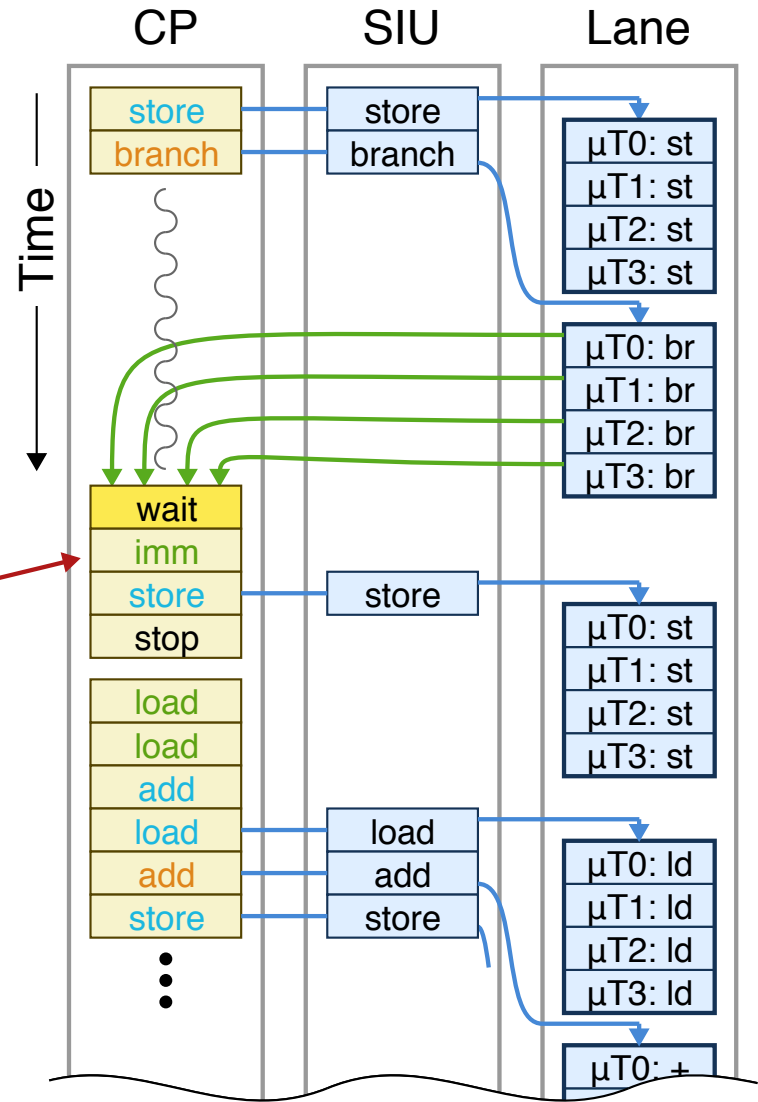 CP
SIU
Lane
Time
store
branch
wait
imm
store
stop
load
load
add
load
add
store
store
branch
store
load
add
store
µT0: st
µT1: st
µT2: st
µT3: st
µT0: br
µT1: br
µT2: br
µT3: br
µT0: st
µT1: st
µT2: st
µT3: st
µT0: ld
µT1: ld
µT2: ld
µT3: ld
µT0: +